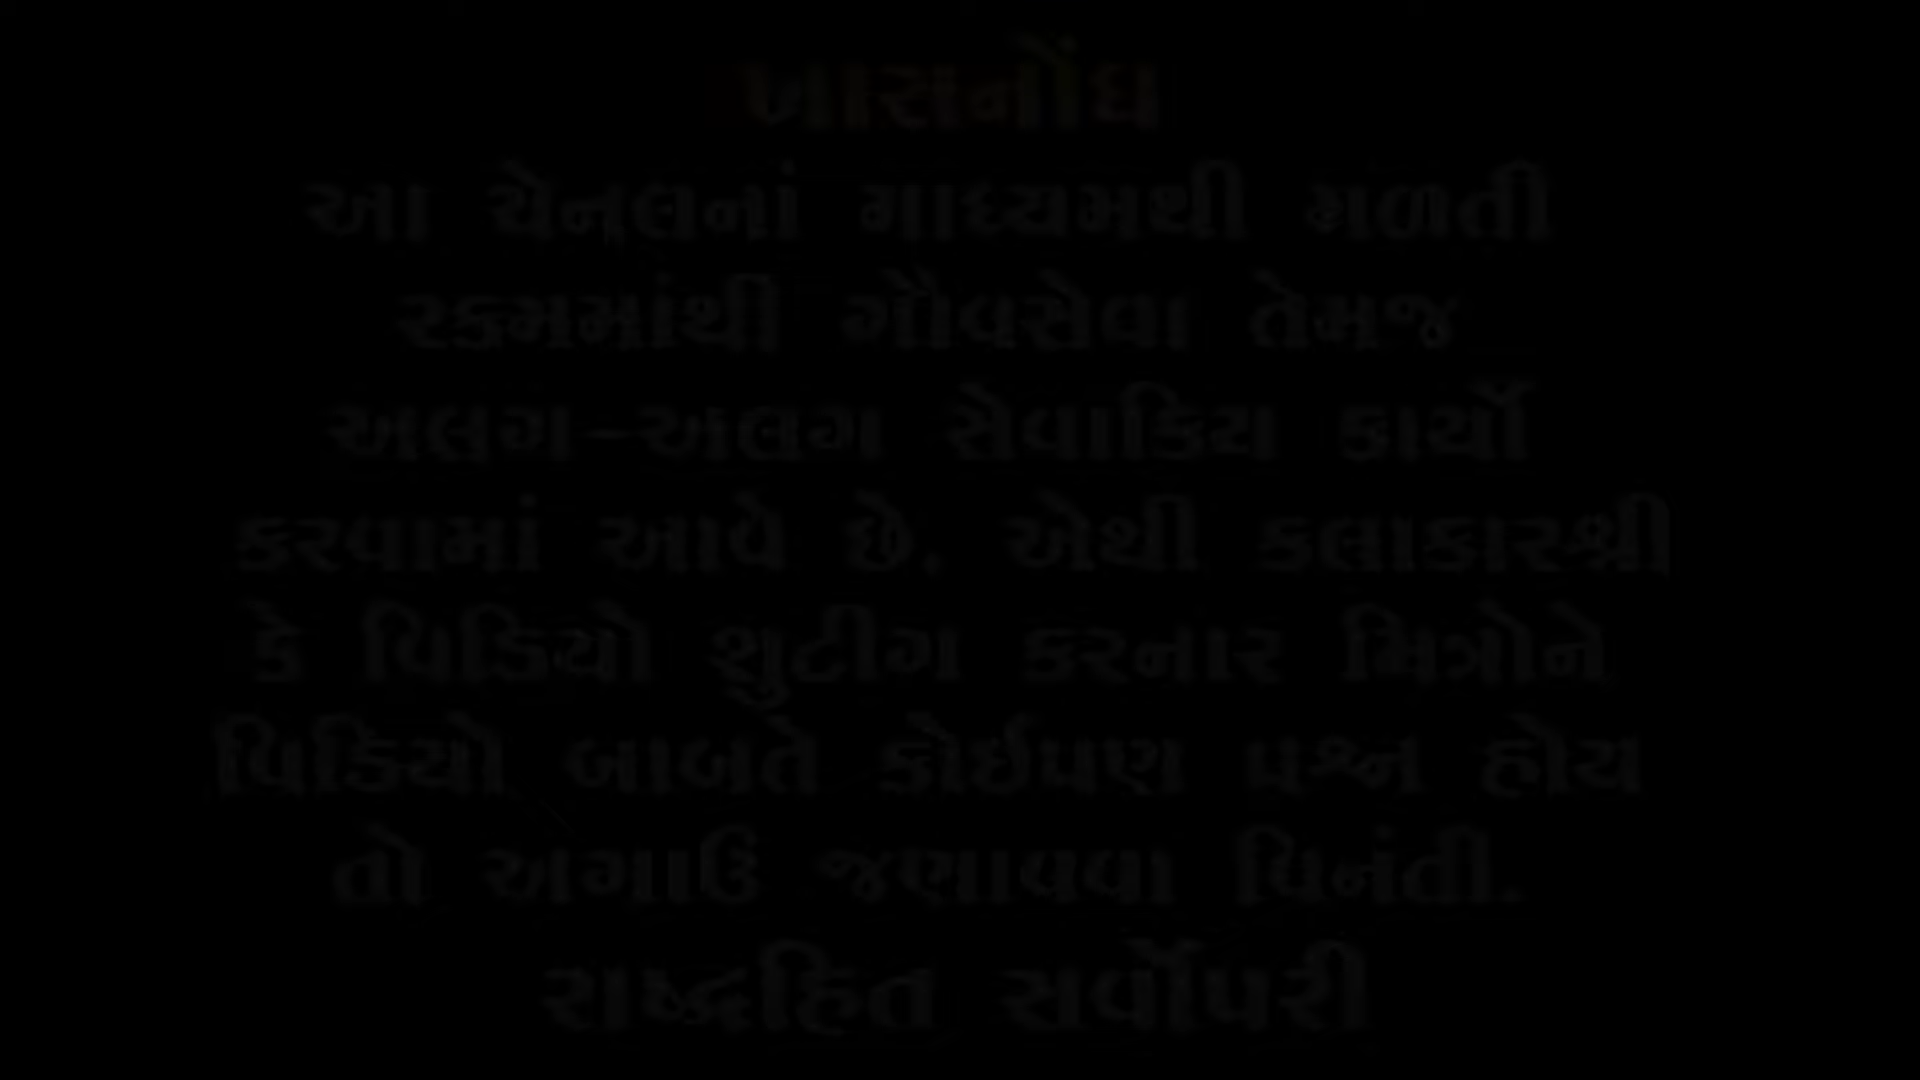 ખાસનોંધ
આ ચેનલનાં માધ્યમથી મળતી
રકમમાંથી ગૌવસેવા તેમજ
અલગ-અલગ સેવાકિય કાર્યો
કરવામાં આવે છે. એથી કલાકારશ્રી
કે વિડિયો શુટીગ કરનાર મિત્રોને
વિડિયો બાબતે કોઈપણ પ્રશ્ન હોય
તો અગાઉ જણાવવા વિનંતી.
રાષ્ટ્રહિત સર્વોપરી